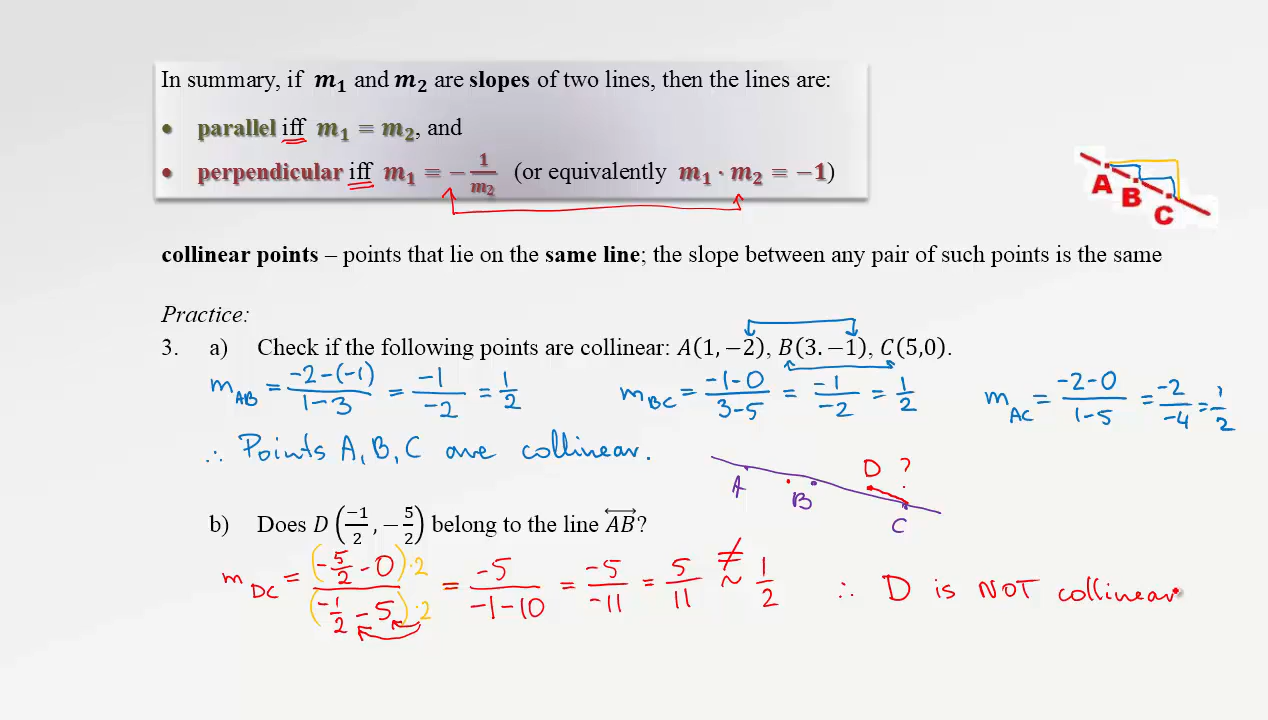 In summary, if m₁ and m₂ are slopes of two lines, then the lines are:
• parallel iff m₁ = m₂, and
• perpendicular iff m₁ = −1/m₂ (or equivalently m₁ · m₂ = −1)
A
B
C
collinear points – points that lie on the same line; the slope between any pair of such points is the same
Practice:
3. a) Check if the following points are collinear: A(1, −2), B(3. −1), C(5,0).
m_AB = (-2-(-1))/(1-3) = -1/-2 = 1/2
m_BC = (-1-0)/(3-5) = -1/-2 = 1/2
m_AC = (-2-0)/(1-5) = -2/-4 = 1/2
∴ Points A, B, C are collinear.
A B D ? C
b) Does D (−1/2, −5/2) belong to the line ↔AB?
m_DC = (-5/2 - 0)·2 / (-1/2 - 5)·2 = -5/(-1-10) = -5/-11 = 5/11 ≠ ~ 1/2 ∴ D is NOT collinear